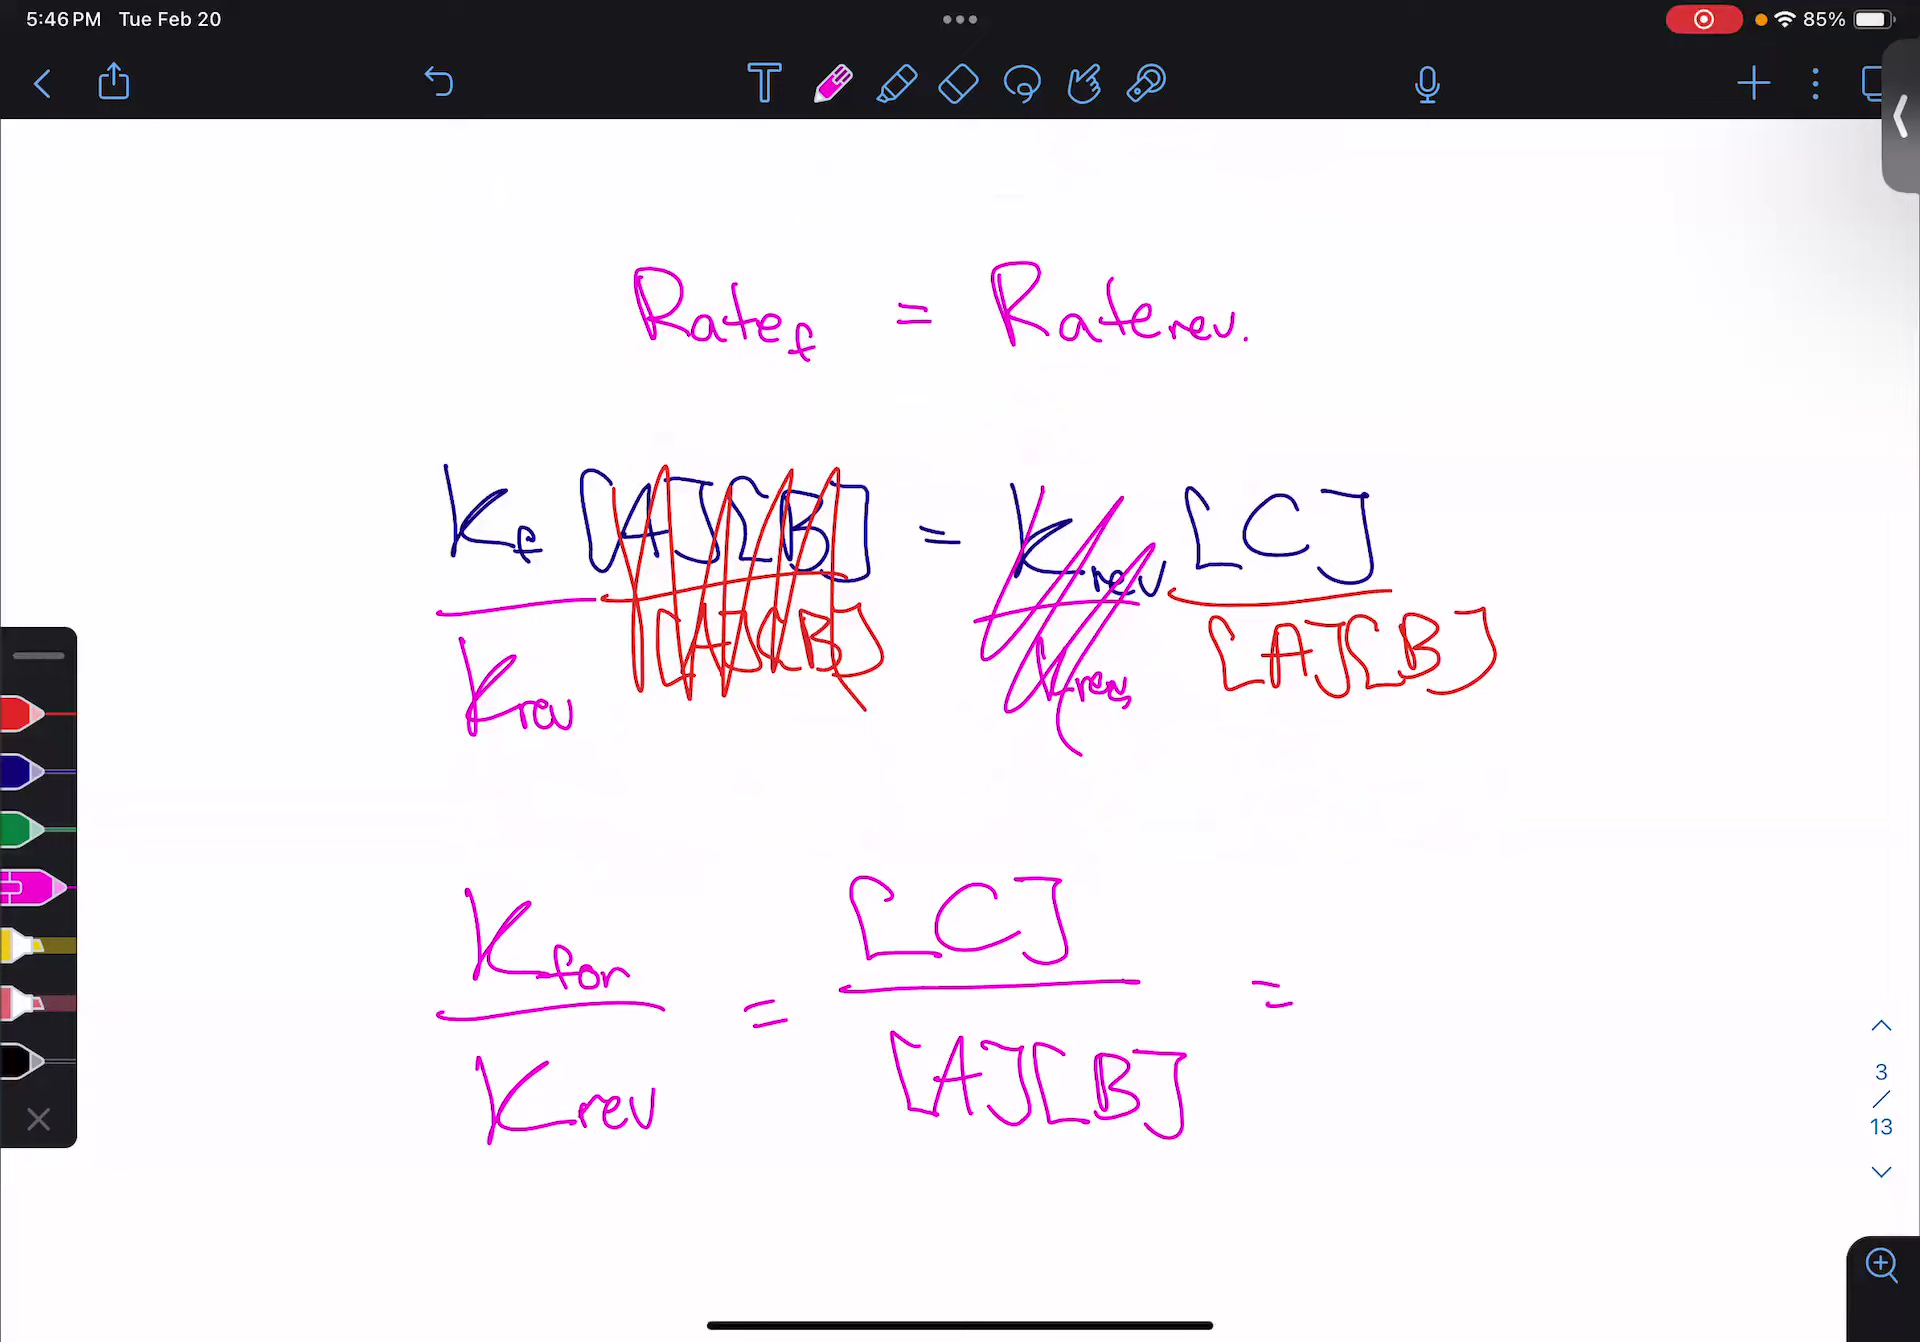 5:46 PM Tue Feb 20
85%
T
Rate_f = Rate_rev.
K_f [A][B] = K_rev [C]
K_rev [A][B] K_rev [A][B]
K_for = [C] =
K_rev [A][B]
3
/
13